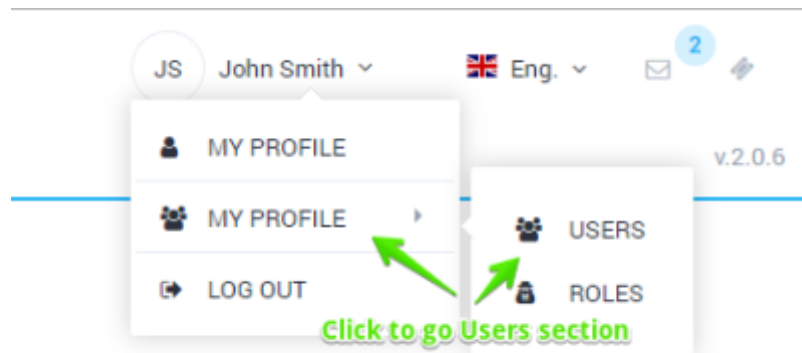 JS John Smith Eng. 2
MY PROFILE
v.2.0.6
MY PROFILE
USERS
LOG OUT
ROLES
Click to go Users section